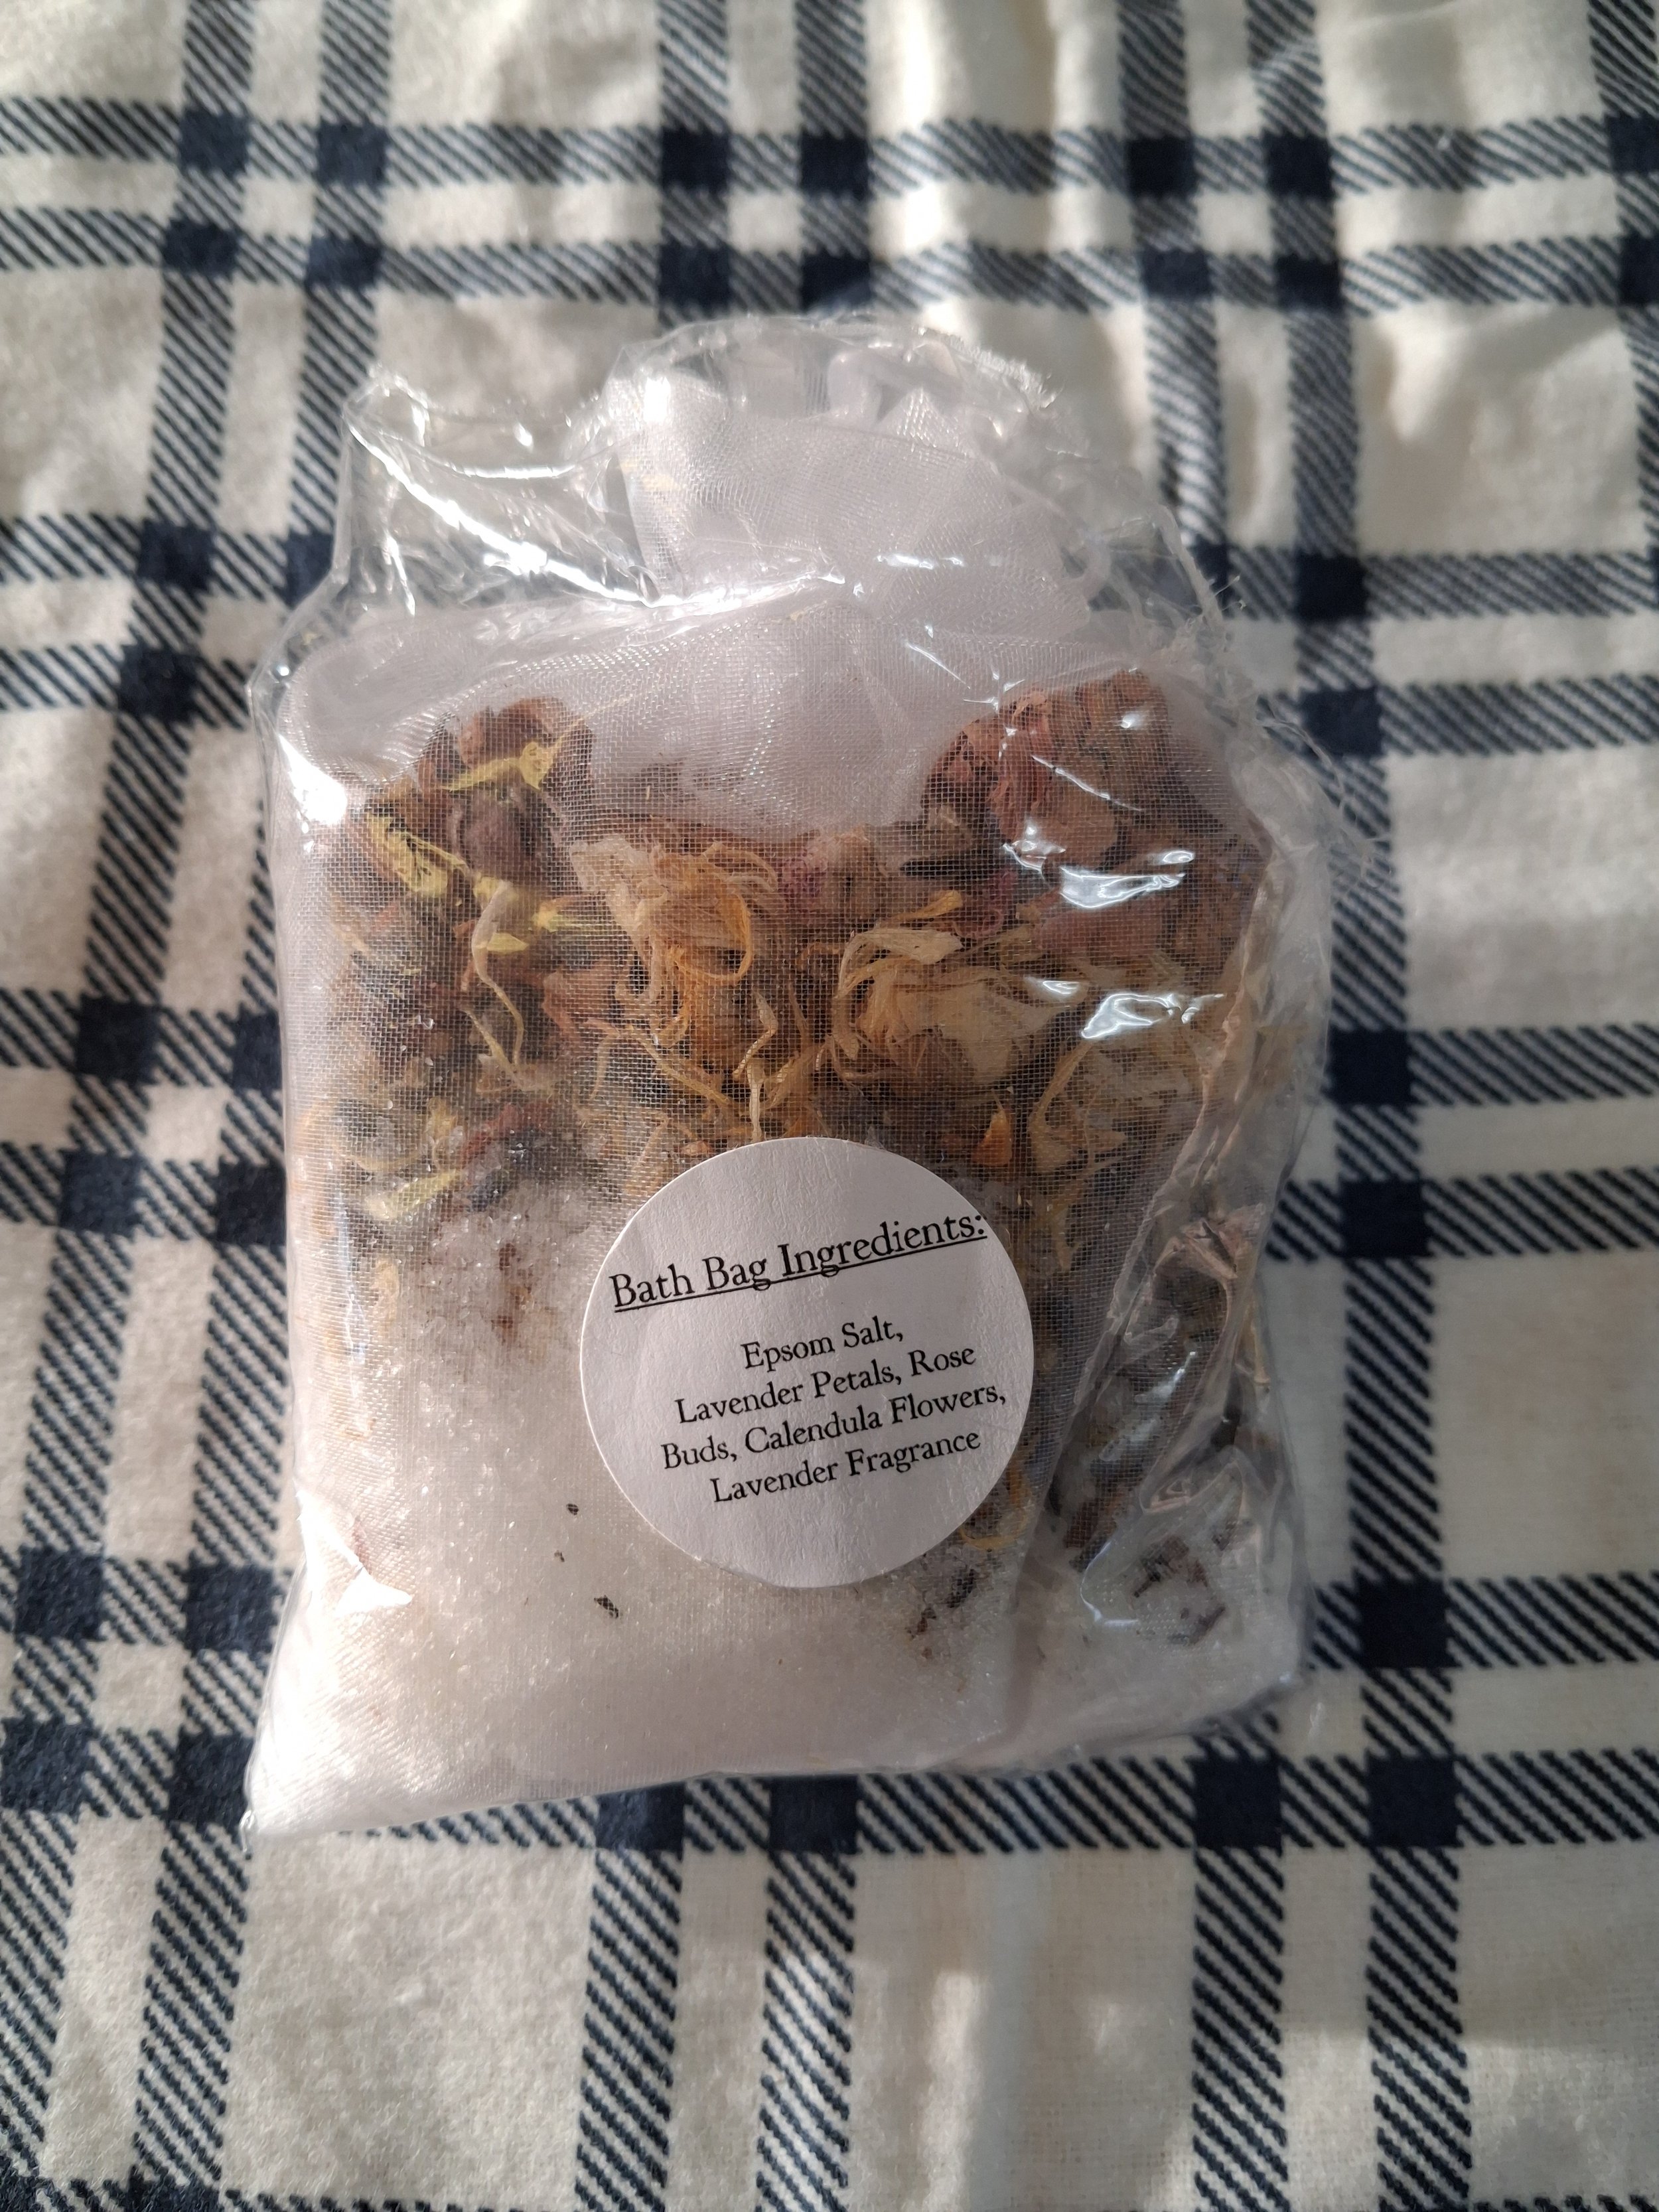 Bath Bag Ingredients:
Epsom Salt,
Lavender Petals, Rose
Buds, Calendula Flowers,
Lavender Fragrance